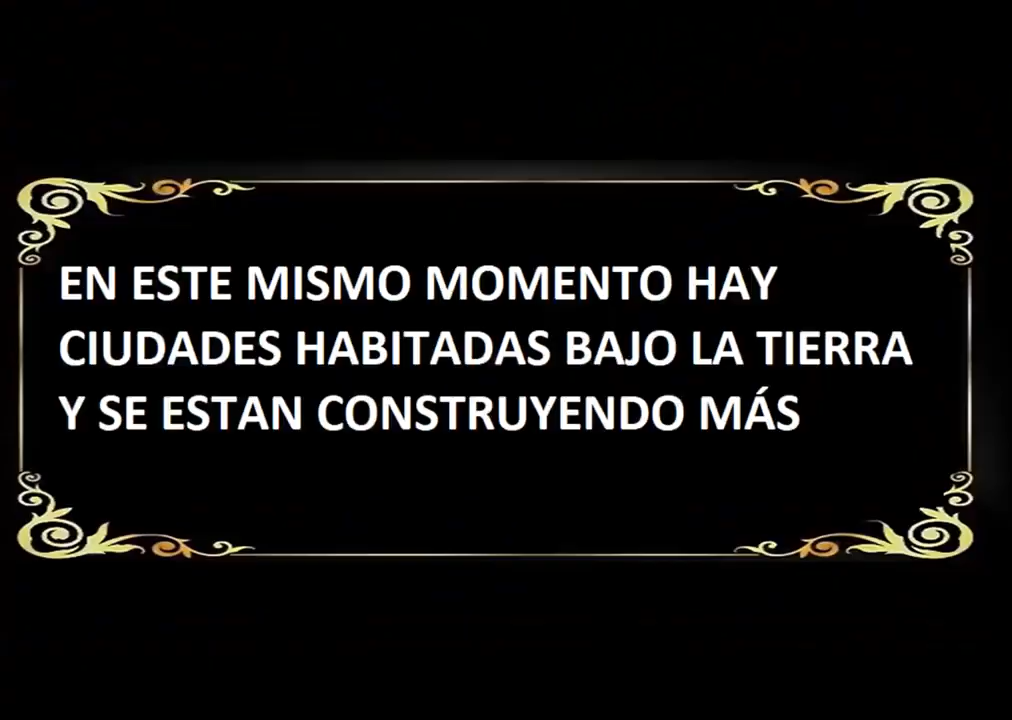 EN ESTE MISMO MOMENTO HAY
CIUDADES HABITADAS BAJO LA TIERRA
Y SE ESTAN CONSTRUYENDO MÁS